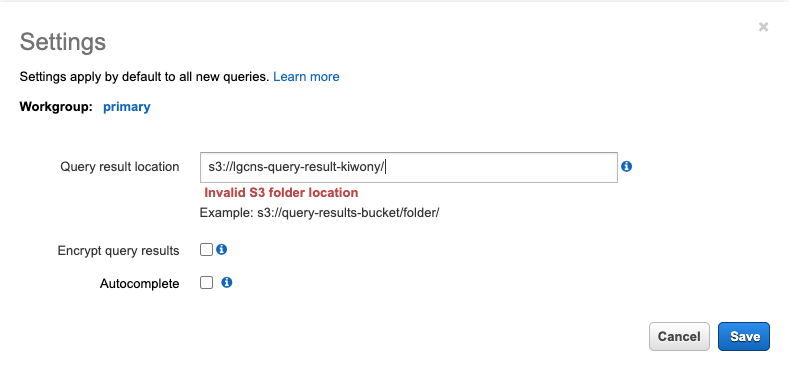 Settings
Settings apply by default to all new queries. Learn more
Workgroup: primary
Query result location s3://lgcns-query-result-kiwony/
Invalid S3 folder location
Example: s3://query-results-bucket/folder/
Encrypt query results
Autocomplete
Cancel Save